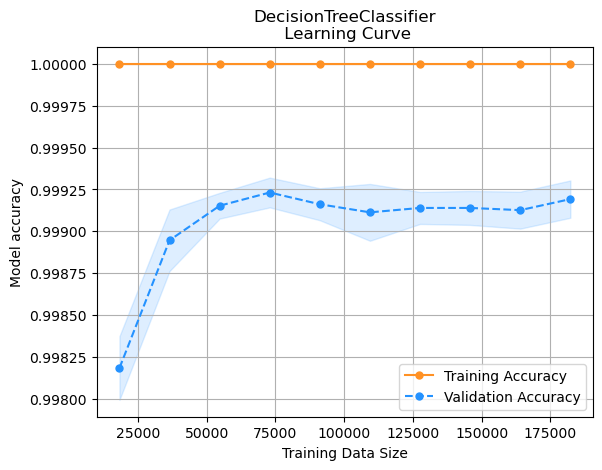 DecisionTreeClassifier
Learning Curve
1.00000
0.99975
0.99950
0.99925
0.99900
0.99875
0.99850
0.99825
0.99800
Model accuracy
Training Accuracy
Validation Accuracy
25000 50000 75000 100000 125000 150000 175000
Training Data Size